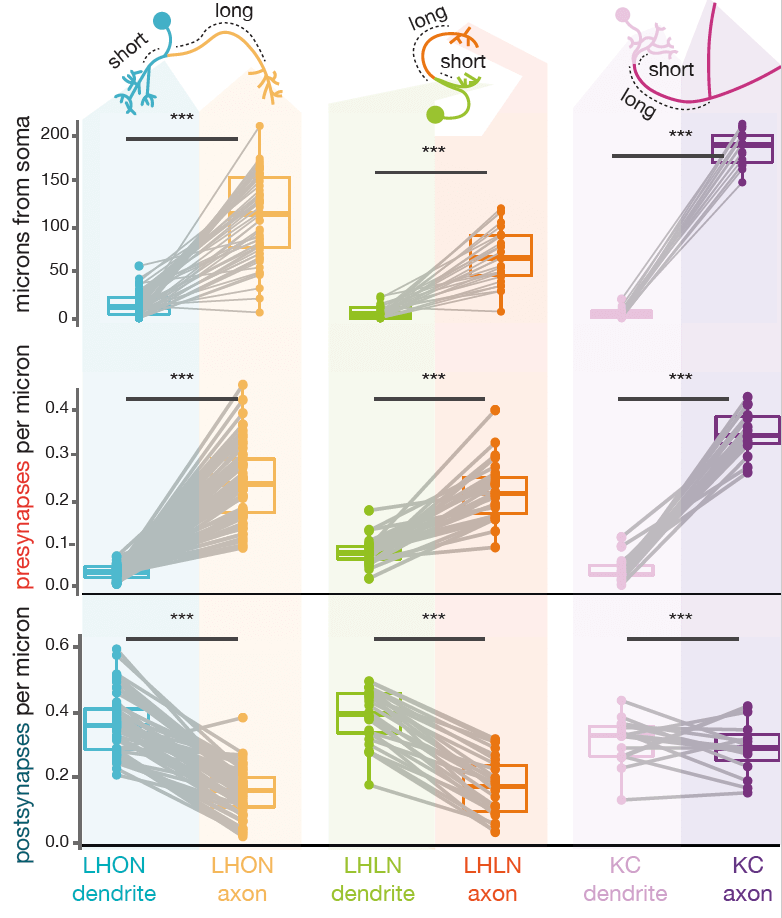 long
short
long
short
short
long
microns from soma
200
150
100
50
0
***
***
***
presynapses per micron
0.4
0.3
0.2
0.1
0.0
***
***
***
postsynapses per micron
0.6
0.4
0.2
0.0
***
***
***
LHON
dendrite
LHON
axon
LHLN
dendrite
LHLN
axon
KC
dendrite
KC
axon